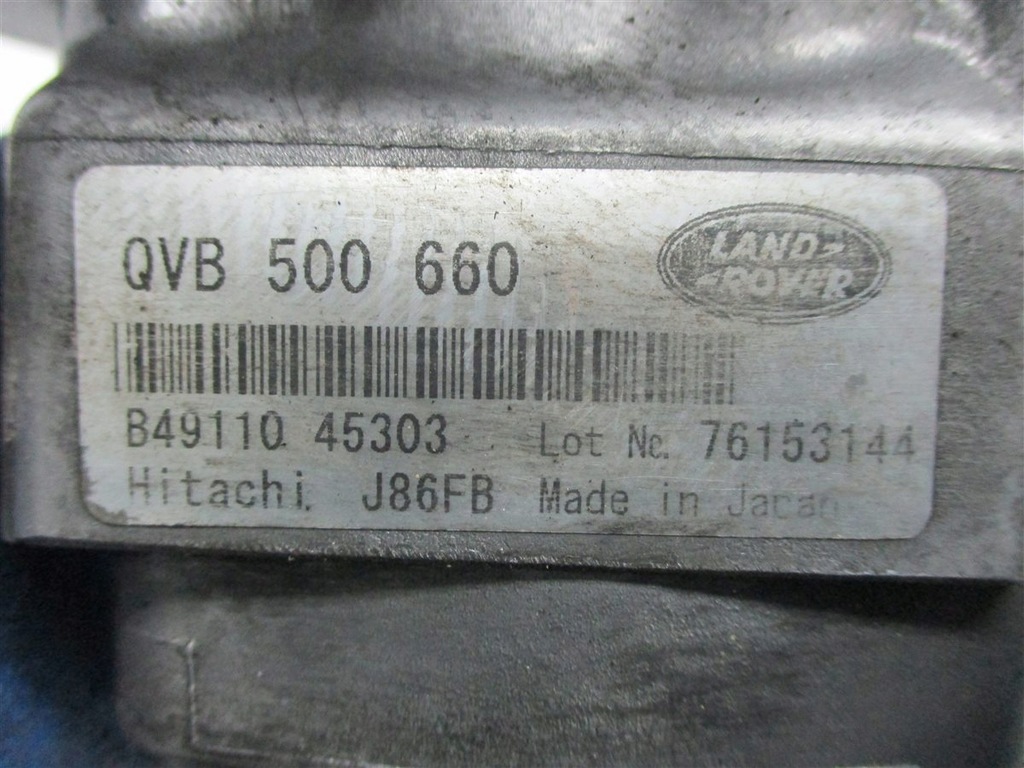 QVB 500 660
LAND-
-ROVER
B49110 45303 Lot No. 76153144
Hitachi. J86FB Made in Japan